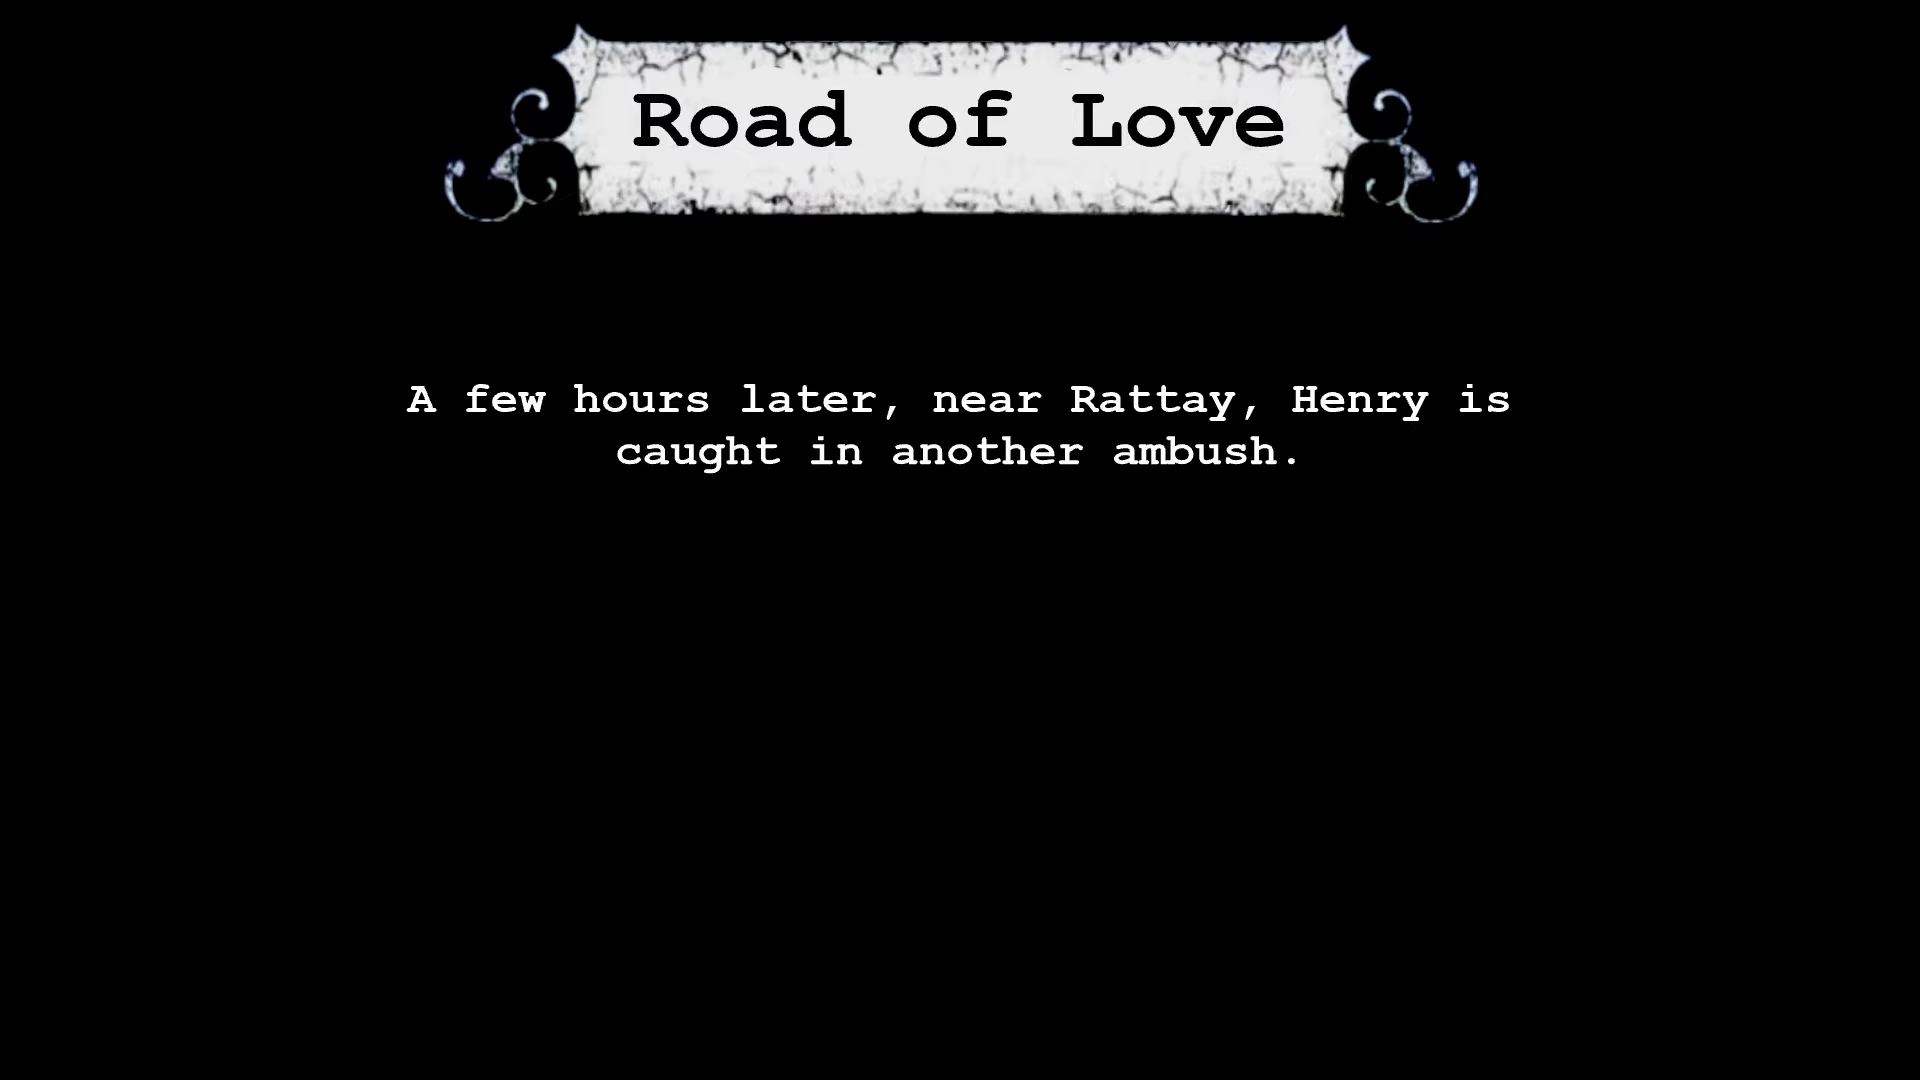 Road of Love
A few hours later, near Rattay, Henry is
caught in another ambush.